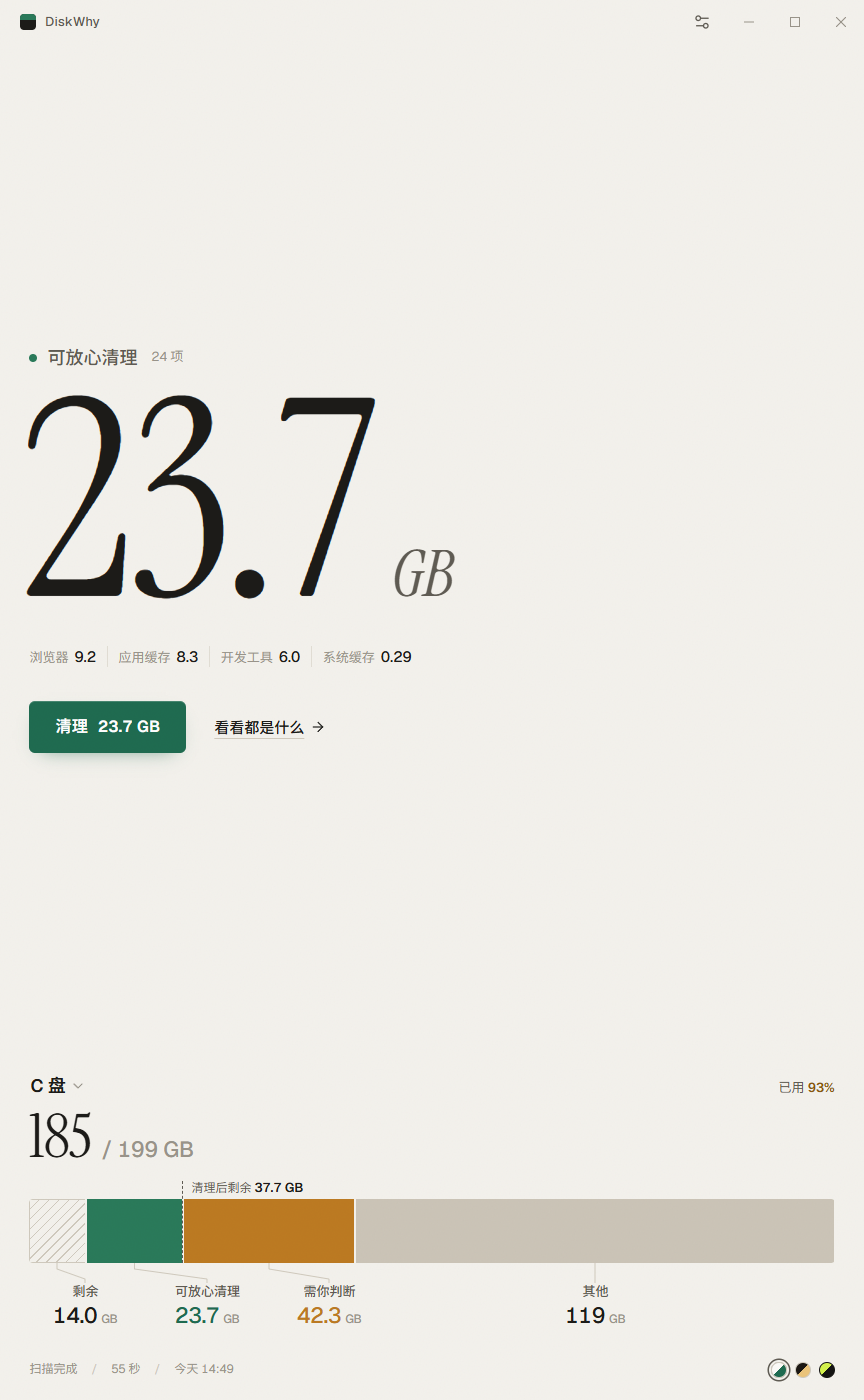 DiskWhy
可放心清理 24 项
23.7 GB
浏览器 9.2 应用缓存 8.3 开发工具 6.0 系统缓存 0.29
清理 23.7 GB 看看都是什么 →
C 盘 已用 93%
185 / 199 GB
清理后剩余 37.7 GB
剩余 可放心清理 需你判断 其他
14.0 GB 23.7 GB 42.3 GB 119 GB
扫描完成 / 55 秒 / 今天 14:49